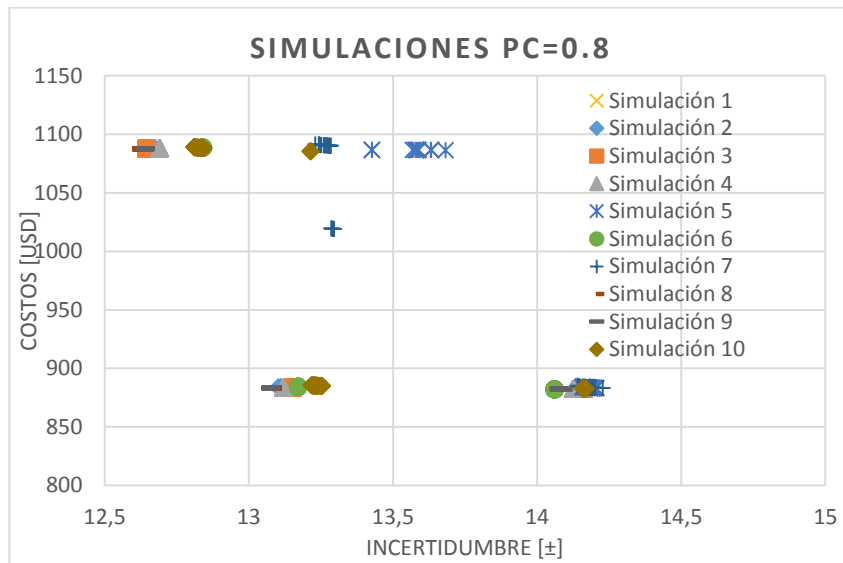 SIMULACIONES PC=0.8
COSTOS [USD]
1150
1100
1050
1000
950
900
850
800
12,5
13
13,5
14
14,5
15
INCERTIDUMBRE [±]
Simulación 1
Simulación 2
Simulación 3
Simulación 4
Simulación 5
Simulación 6
Simulación 7
Simulación 8
Simulación 9
Simulación 10